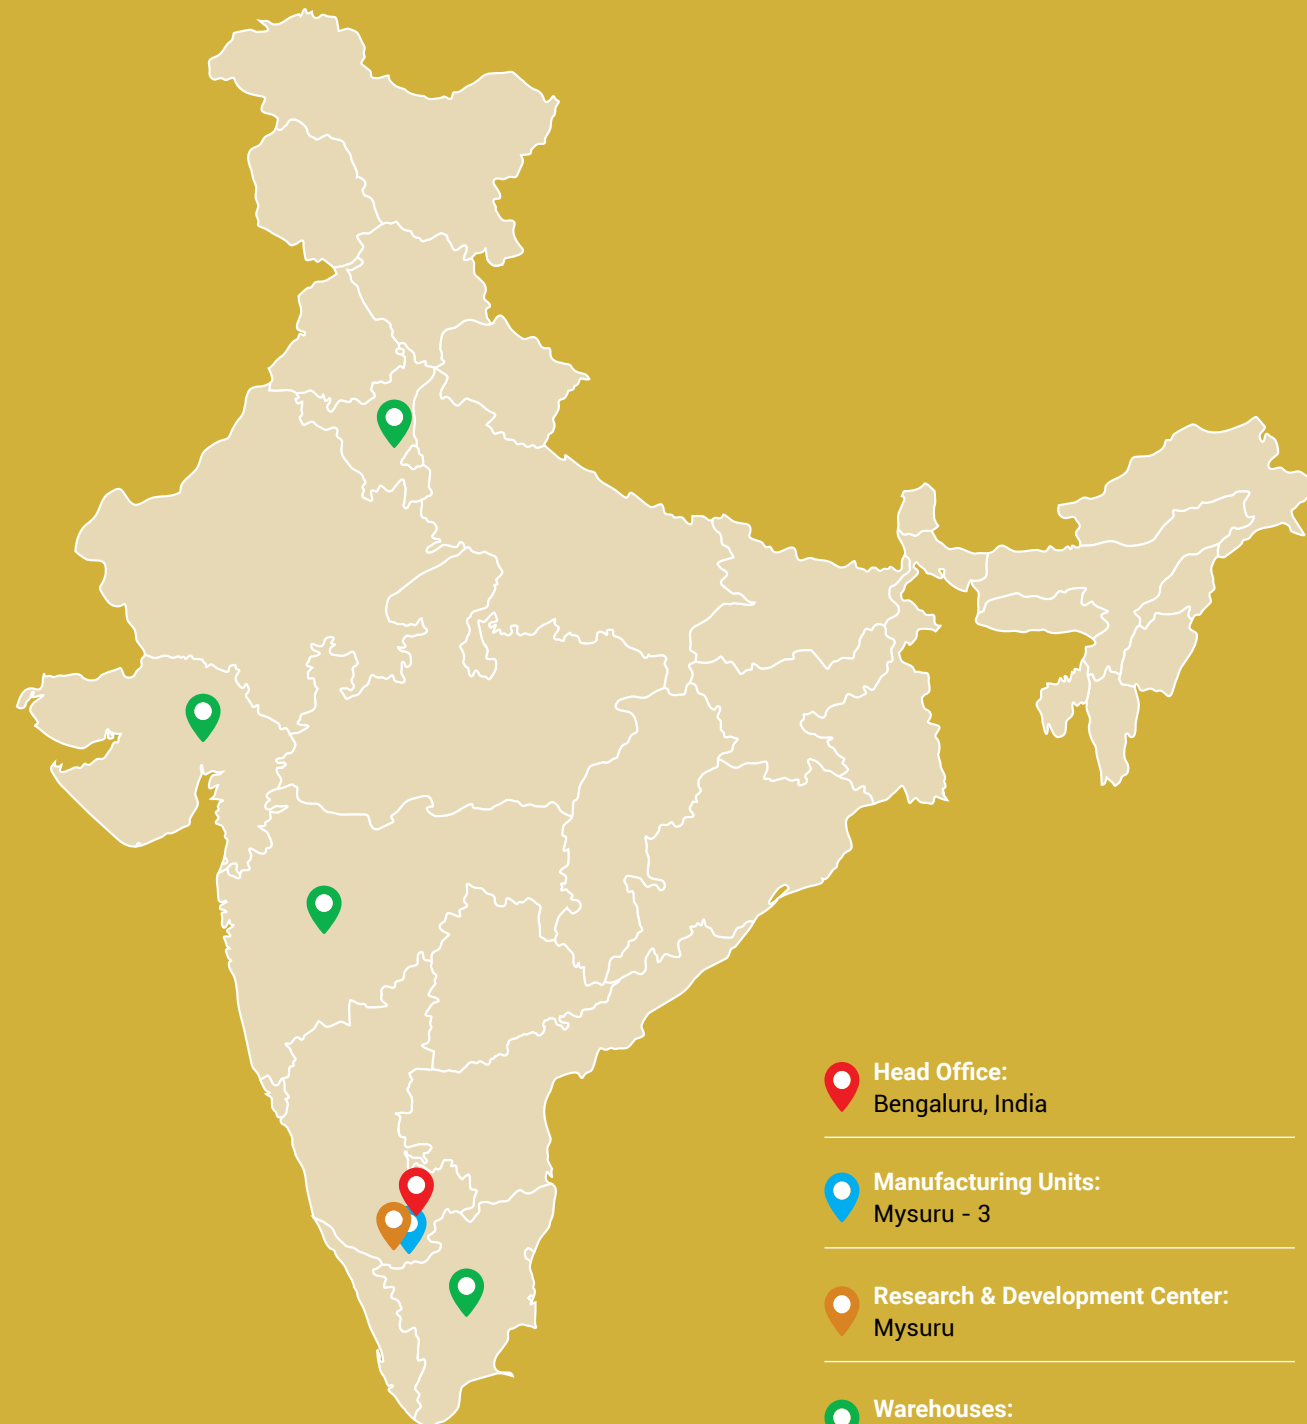 Head Office:
Bengaluru, India
Manufacturing Units:
Mysuru - 3
Research & Development Center:
Mysuru
Warehouses: